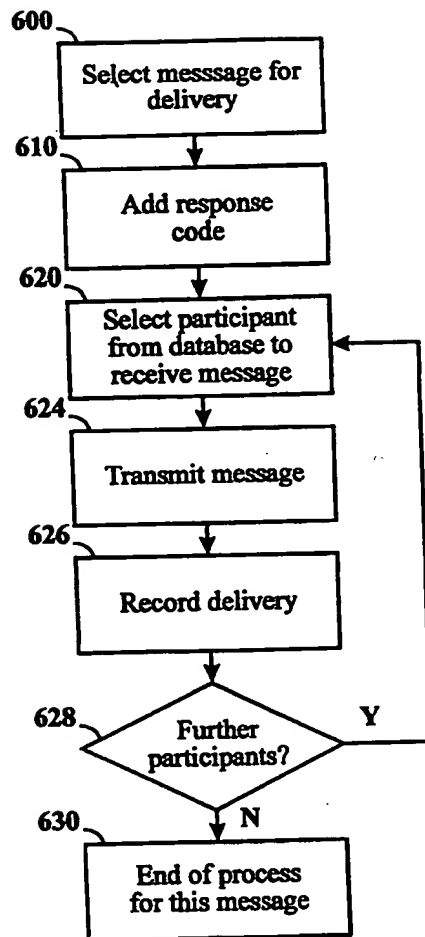 600
Select messsage for
delivery
610
Add response
code
620
Select participant
from database to
receive message
624
Transmit message
626
Record delivery
628
Further
participants?
Y
N
630
End of process
for this message